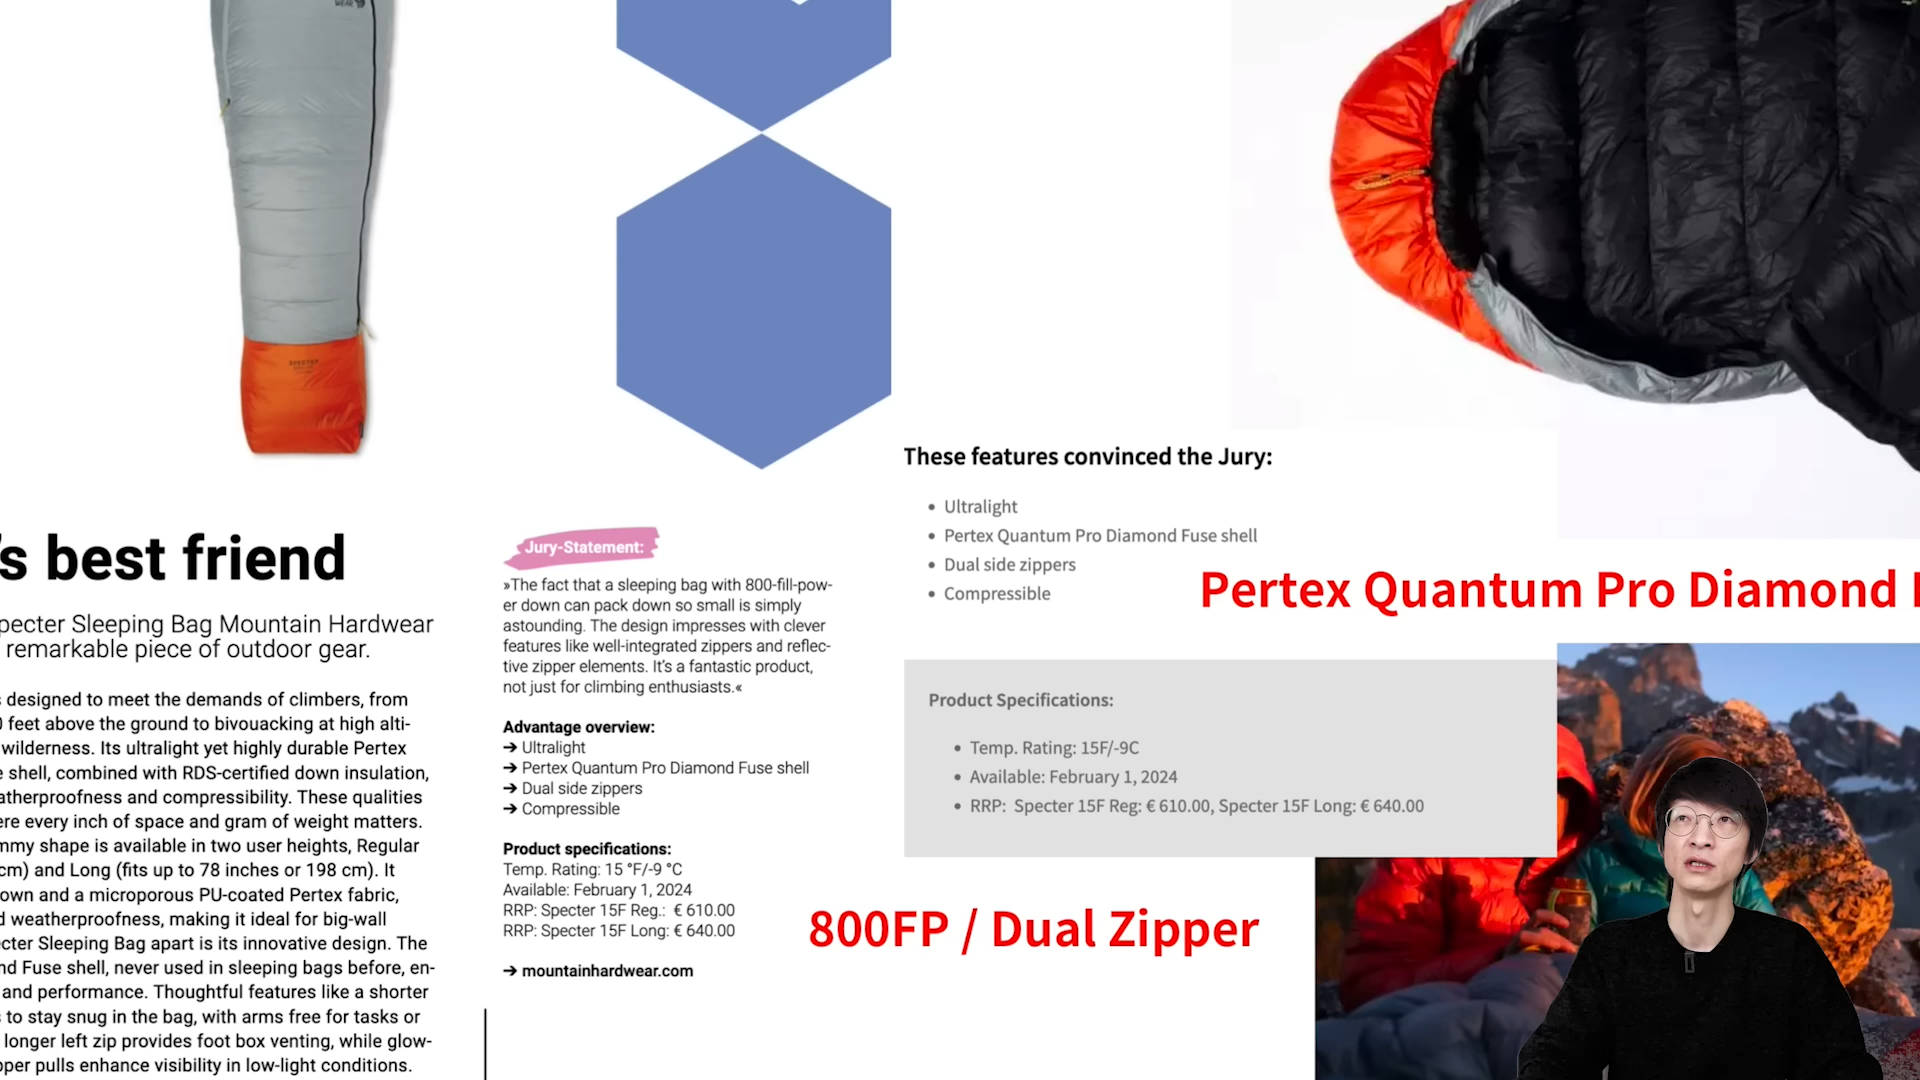 WEAR
SPECTER
's best friend
pecter Sleeping Bag Mountain Hardwear
remarkable piece of outdoor gear.
s designed to meet the demands of climbers, from
0 feet above the ground to bivouacking at high alti-
wilderness. Its ultralight yet highly durable Pertex
e shell, combined with RDS-certified down insulation,
atherproofness and compressibility. These qualities
ere every inch of space and gram of weight matters.
mmy shape is available in two user heights, Regular
cm) and Long (fits up to 78 inches or 198 cm). It
own and a microporous PU-coated Pertex fabric,
d weatherproofness, making it ideal for big-wall
cter Sleeping Bag apart is its innovative design. The
nd Fuse shell, never used in sleeping bags before, en-
and performance. Thoughtful features like a shorter
s to stay snug in the bag, with arms free for tasks or
longer left zip provides foot box venting, while glow-
pper pulls enhance visibility in low-light conditions.
Jury-Statement:
»The fact that a sleeping bag with 800-fill-pow-
er down can pack down so small is simply
astounding. The design impresses with clever
features like well-integrated zippers and reflec-
tive zipper elements. It's a fantastic product,
not just for climbing enthusiasts.«
Advantage overview:
➔ Ultralight
➔ Pertex Quantum Pro Diamond Fuse shell
➔ Dual side zippers
➔ Compressible
Product specifications:
Temp. Rating: 15 °F/-9 °C
Available: February 1, 2024
RRP: Specter 15F Reg.: € 610.00
RRP: Specter 15F Long: € 640.00
➔ mountainhardwear.com
These features convinced the Jury:
• Ultralight
• Pertex Quantum Pro Diamond Fuse shell
• Dual side zippers
• Compressible
Pertex Quantum Pro Diamond
Product Specifications:
• Temp. Rating: 15F/-9C
• Available: February 1, 2024
• RRP: Specter 15F Reg: € 610.00, Specter 15F Long: € 640.00
800FP / Dual Zipper